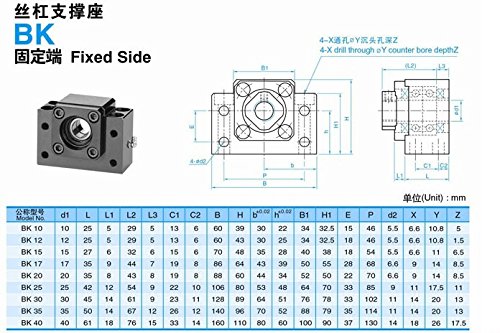 丝杠支撑座
BK
固定端 Fixed Side
4-X通孔∅Y沉头孔深Z
4-X drill through ∅Y counter bore depthZ
B1
(L2)
L3
L1
E
h
H1
H
d1
4-∅d2
b
P
B
C1
C2
L
单位(Unit) : mm
公称型号 Model No. d1 L L1 L2 L3 C1 C2 B H b±0.02 h±0.02 B1 H1 E P d2 X Y Z
BK 10 10 25 5 29 5 13 6 60 39 30 22 34 32.5 15 46 5.5 6.6 10.8 5
BK 12 12 25 5 29 5 13 6 60 43 30 25 34 32.5 18 46 5.5 6.6 10.8 1.5
BK 15 15 27 6 32 6 15 6 70 48 35 28 40 38 18 54 5.5 6.6 11 6.5
BK 17 17 35 9 44 7 19 8 86 64 43 39 50 55 28 68 6.6 9 14 8.5
BK 20 20 35 8 43 8 19 8 88 60 44 34 52 50 22 70 6.6 9 14 8.5
BK 25 25 42 12 54 9 22 10 106 80 53 48 64 70 33 85 9 11 17.5 11
BK 30 30 45 14 61 9 23 11 128 89 64 51 76 78 33 102 11 14 20 13
BK 35 35 50 14 67 12 26 12 140 96 70 52 88 79 35 114 11 14 20 13
BK 40 40 61 18 76 15 33 14 160 110 80 60 100 90 37 130 14 18 26 17.5